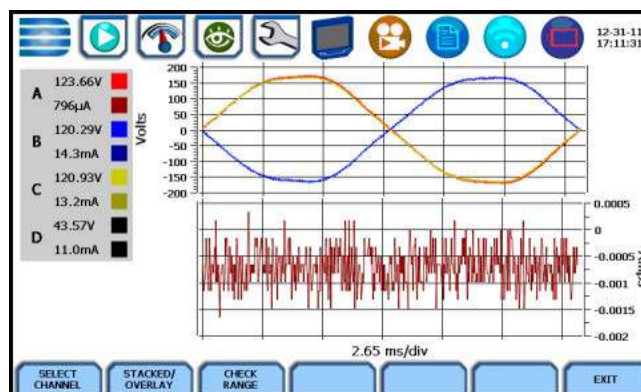 12-31-11
17:11:31
A
123.66V
796µA
B
120.29V
14.3mA
C
120.93V
13.2mA
D
43.57V
11.0mA
Volts
200
150
100
50
0
-50
-100
-150
-200
0.0005
0
-0.0005
-0.001
-0.0015
-0.002
Amps
2.65 ms/div
SELECT CHANNEL
STACKED/ OVERLAY
CHECK RANGE
EXIT